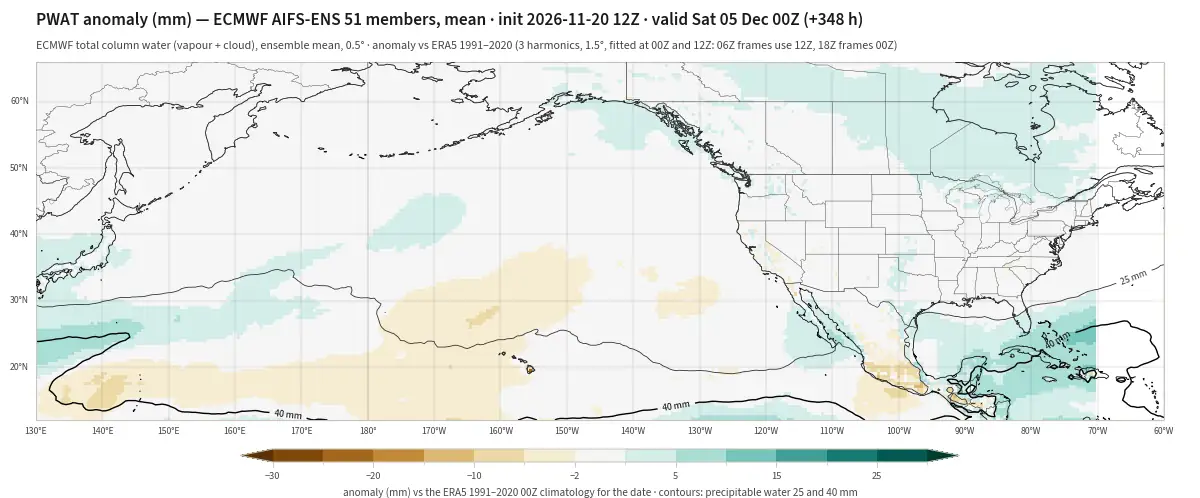 PWAT anomaly (mm) — ECMWF AIFS-ENS 51 members, mean · init 2026-11-20 12Z · valid Sat 05 Dec 00Z (+348 h)
ECMWF total column water (vapour + cloud), ensemble mean, 0.5° · anomaly vs ERA5 1991–2020 (3 harmonics, 1.5°, fitted at 00Z and 12Z: 06Z frames use 12Z, 18Z frames 00Z)
60°N
50°N
40°N
30°N
20°N
25 mm
40 mm
40 mm
40 mm
130°E 140°E 150°E 160°E 170°E 180° 170°W 160°W 150°W 140°W 130°W 120°W 110°W 100°W 90°W 80°W 70°W 60°W
−30 −20 −10 −2 5 15 25
anomaly (mm) vs the ERA5 1991–2020 00Z climatology for the date · contours: precipitable water 25 and 40 mm